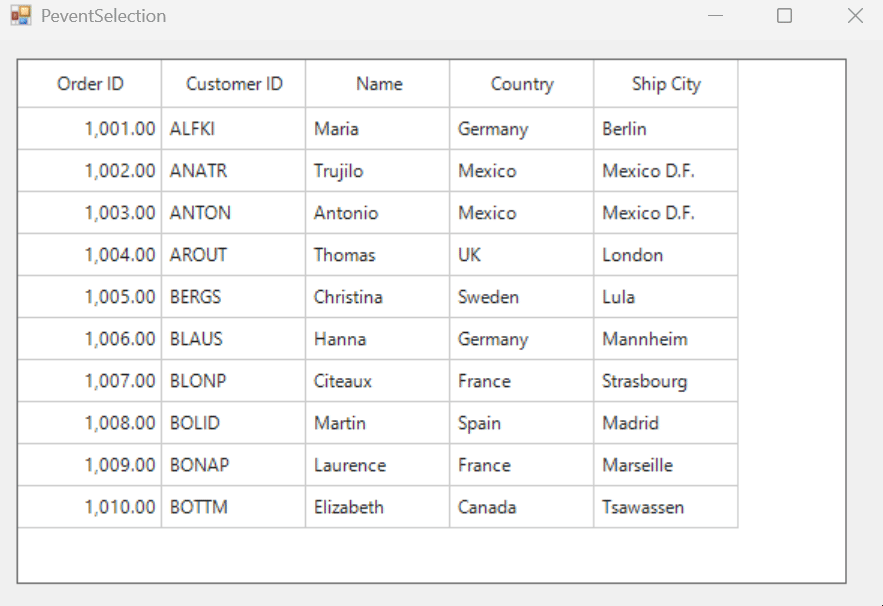 PeventSelection
Order ID Customer ID Name Country Ship City
1,001.00 ALFKI Maria Germany Berlin
1,002.00 ANATR Trujilo Mexico Mexico D.F.
1,003.00 ANTON Antonio Mexico Mexico D.F.
1,004.00 AROUT Thomas UK London
1,005.00 BERGS Christina Sweden Lula
1,006.00 BLAUS Hanna Germany Mannheim
1,007.00 BLONP Citeaux France Strasbourg
1,008.00 BOLID Martin Spain Madrid
1,009.00 BONAP Laurence France Marseille
1,010.00 BOTTM Elizabeth Canada Tsawassen